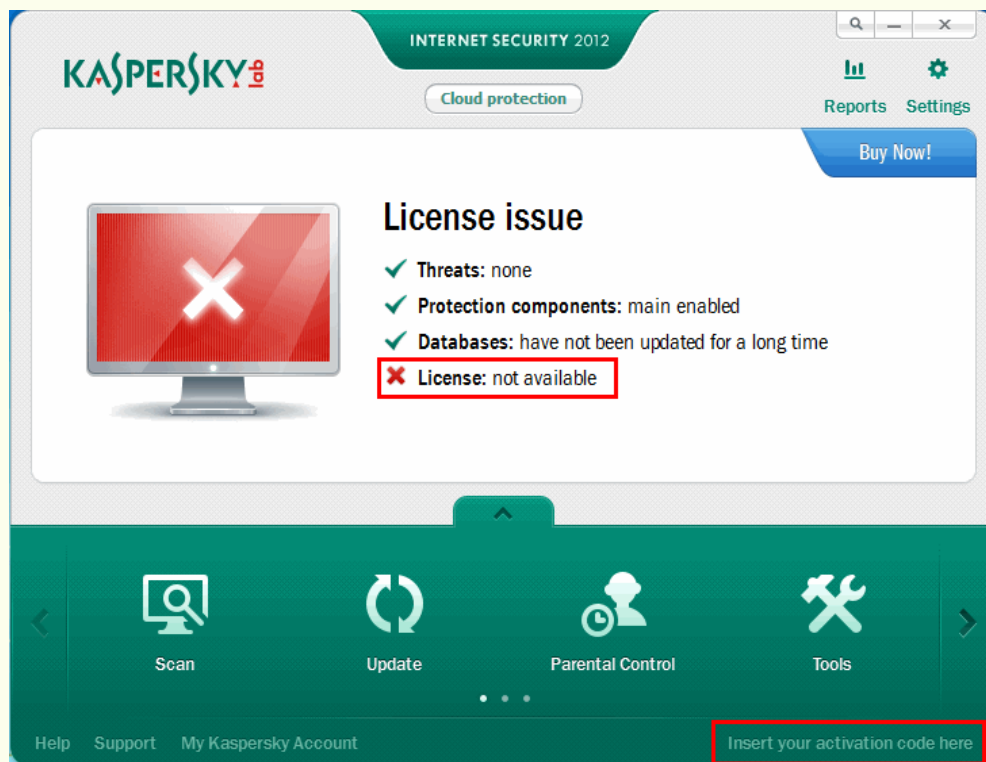 INTERNET SECURITY 2012
KASPERSKY lab
Cloud protection
Reports Settings
Buy Now!
License issue
Threats: none
Protection components: main enabled
Databases: have not been updated for a long time
License: not available
Scan Update Parental Control Tools
Help Support My Kaspersky Account Insert your activation code here